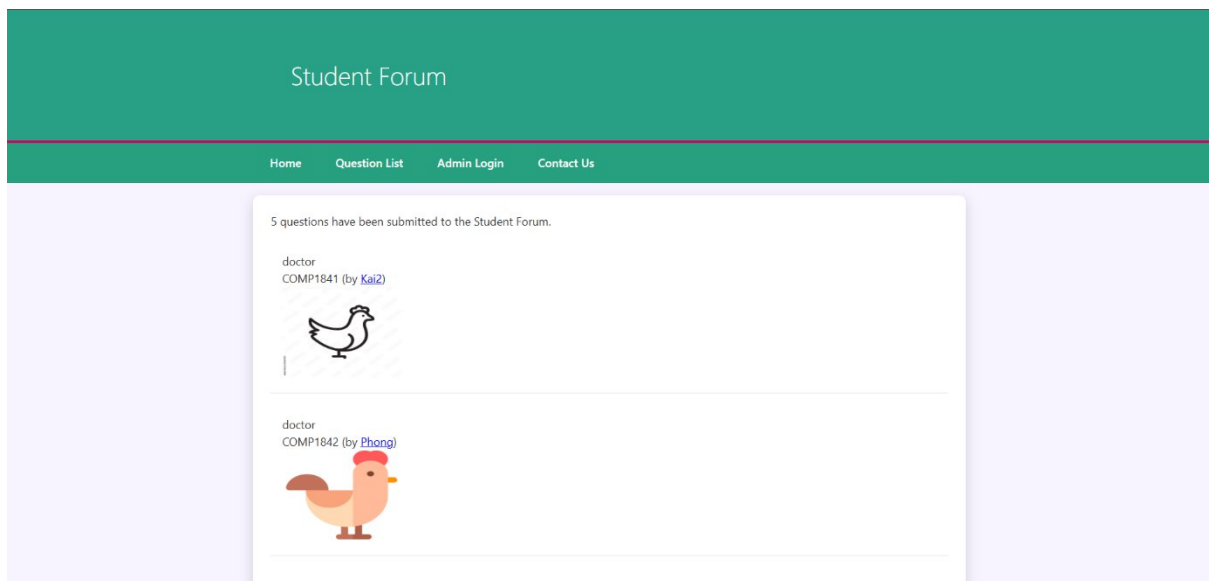 Student Forum
Home Question List Admin Login Contact Us
5 questions have been submitted to the Student Forum.
doctor
COMP1841 (by Kai2)
doctor
COMP1842 (by Phong)